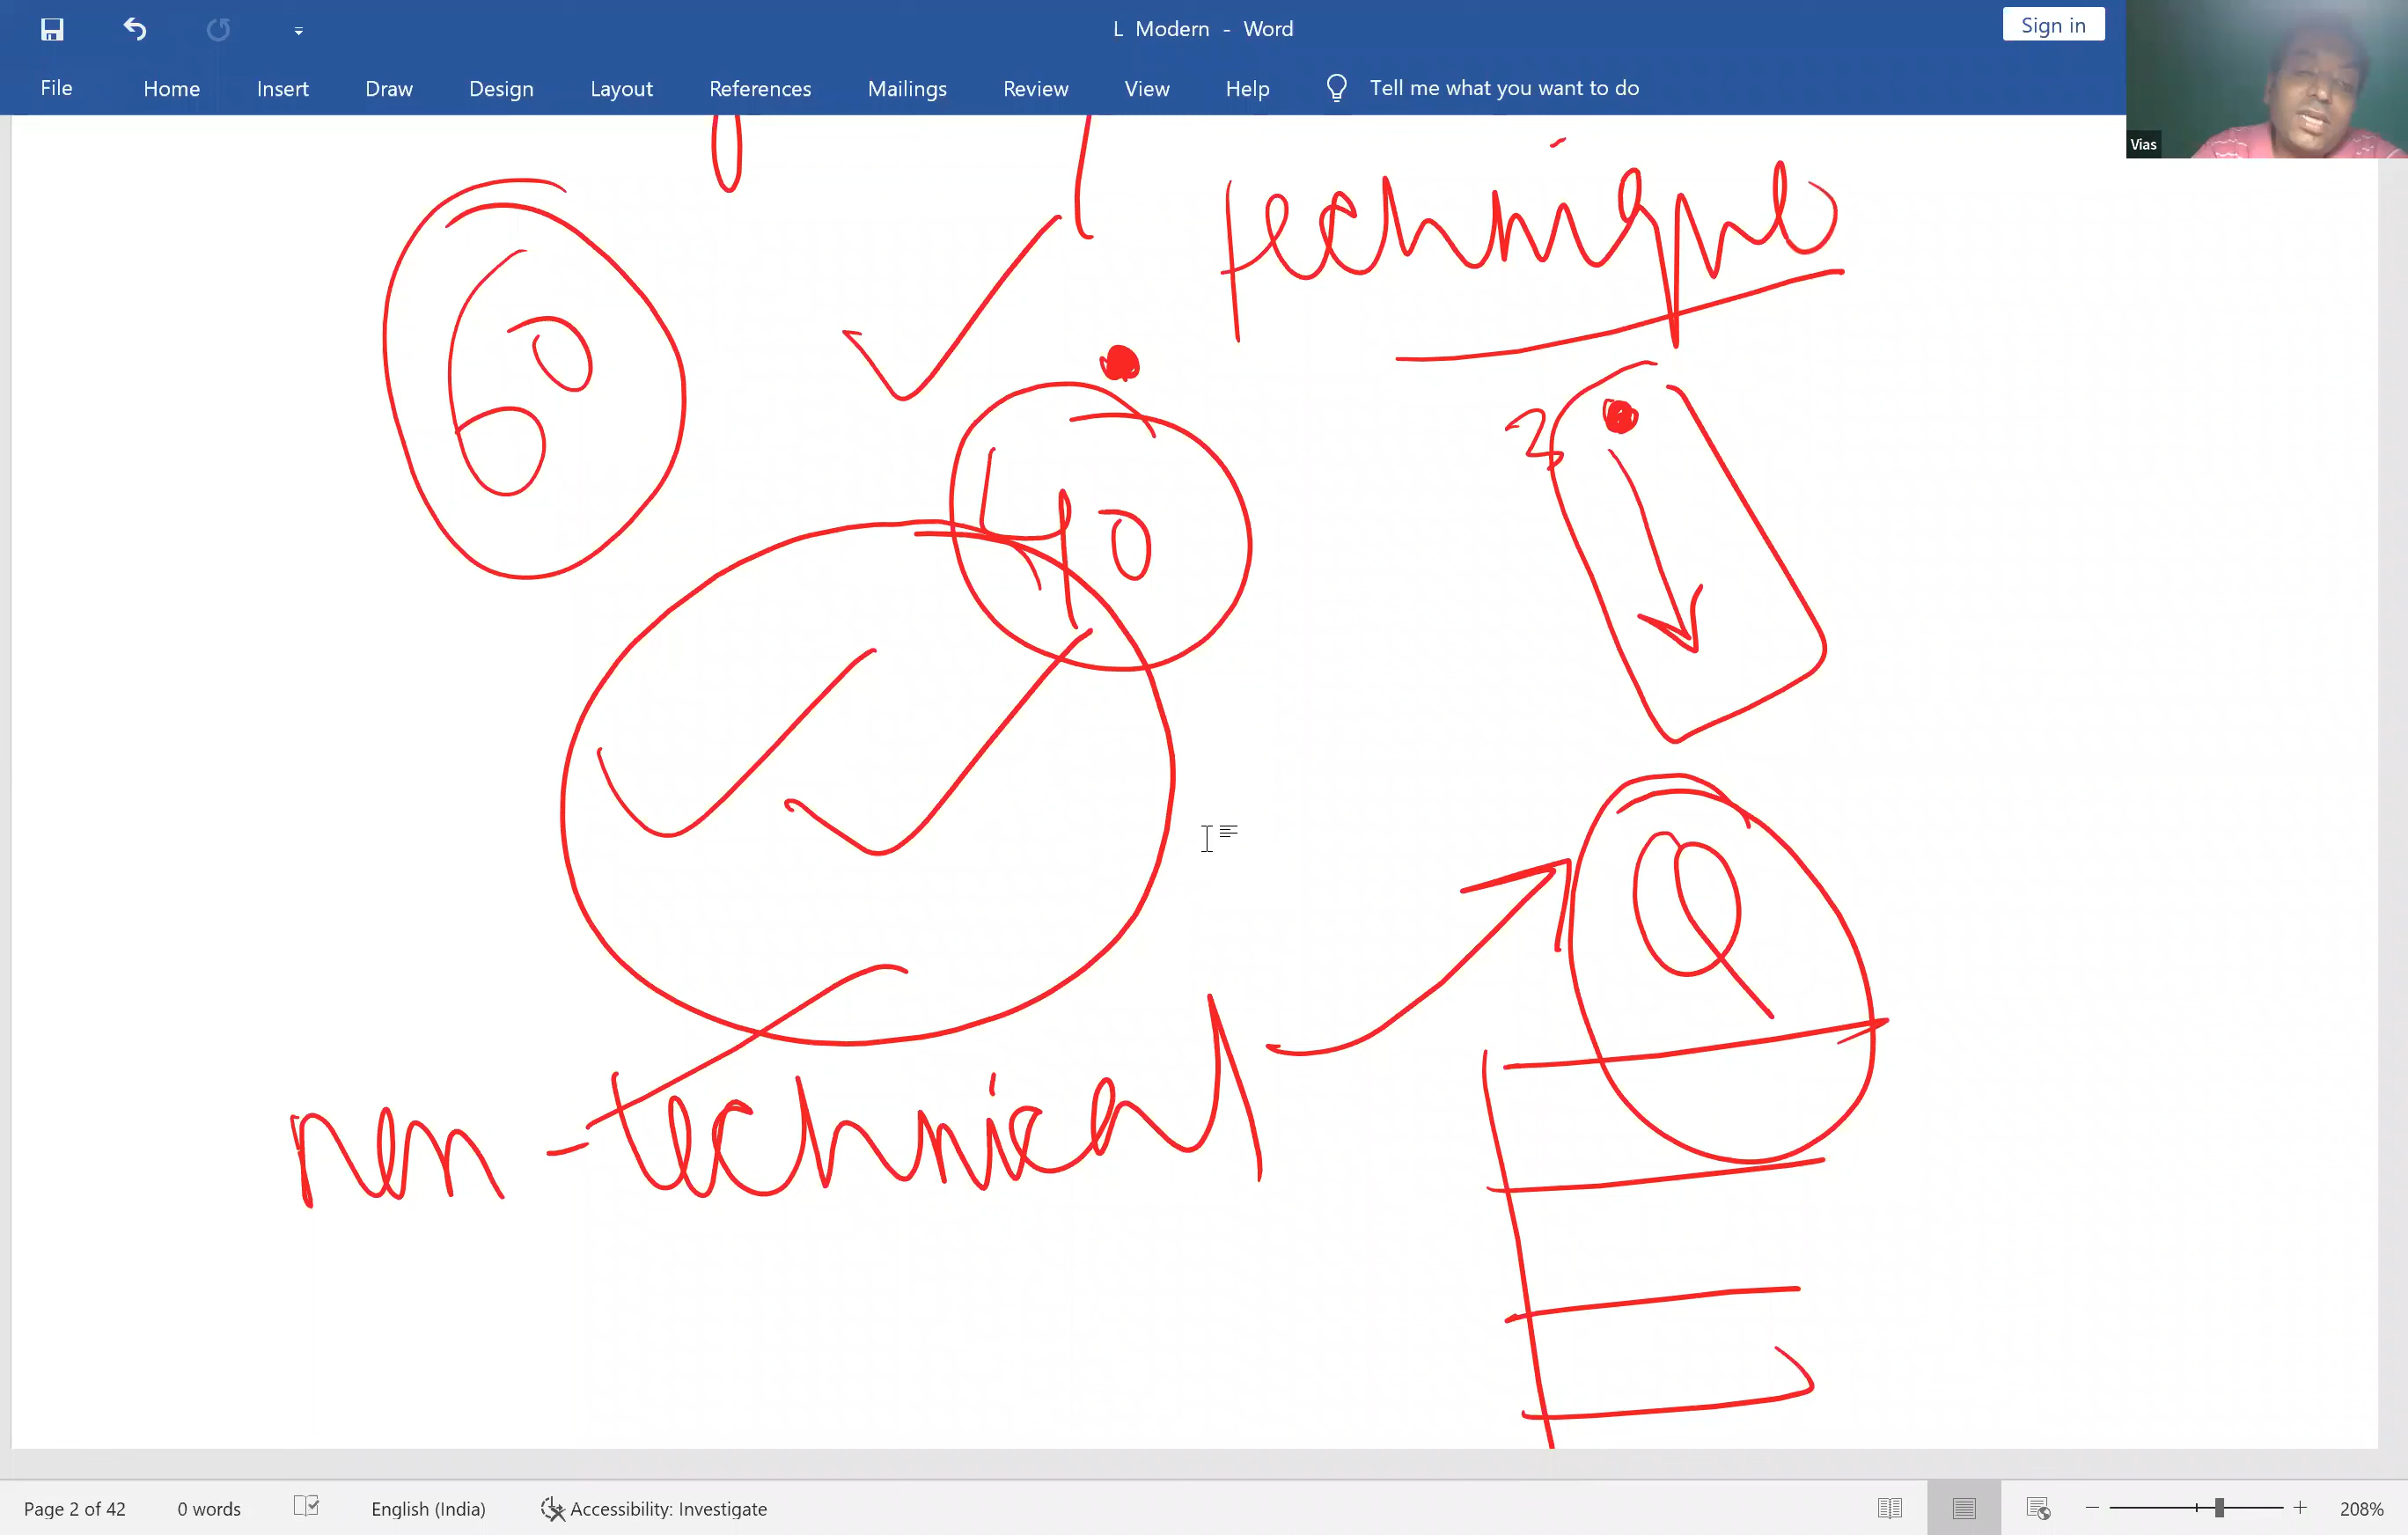 L Modern - Word
Sign in
File Home Insert Draw Design Layout References Mailings Review View Help Tell me what you want to do
Vias
technique
60
40
Q
non-technical
Page 2 of 42 0 words English (India) Accessibility: Investigate 208%